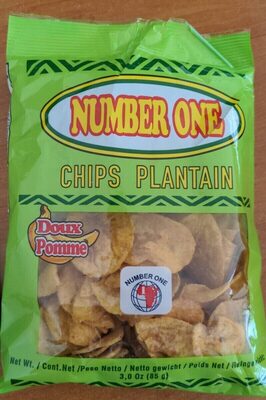 NUMBER ONE
CHIPS PLANTAIN
Doux
Pomme
NUMBER ONE
Net Wt. / Cont.Net / Peso Netto / Netto gewicht / Poids Net /
3,0 Oz (85 g)